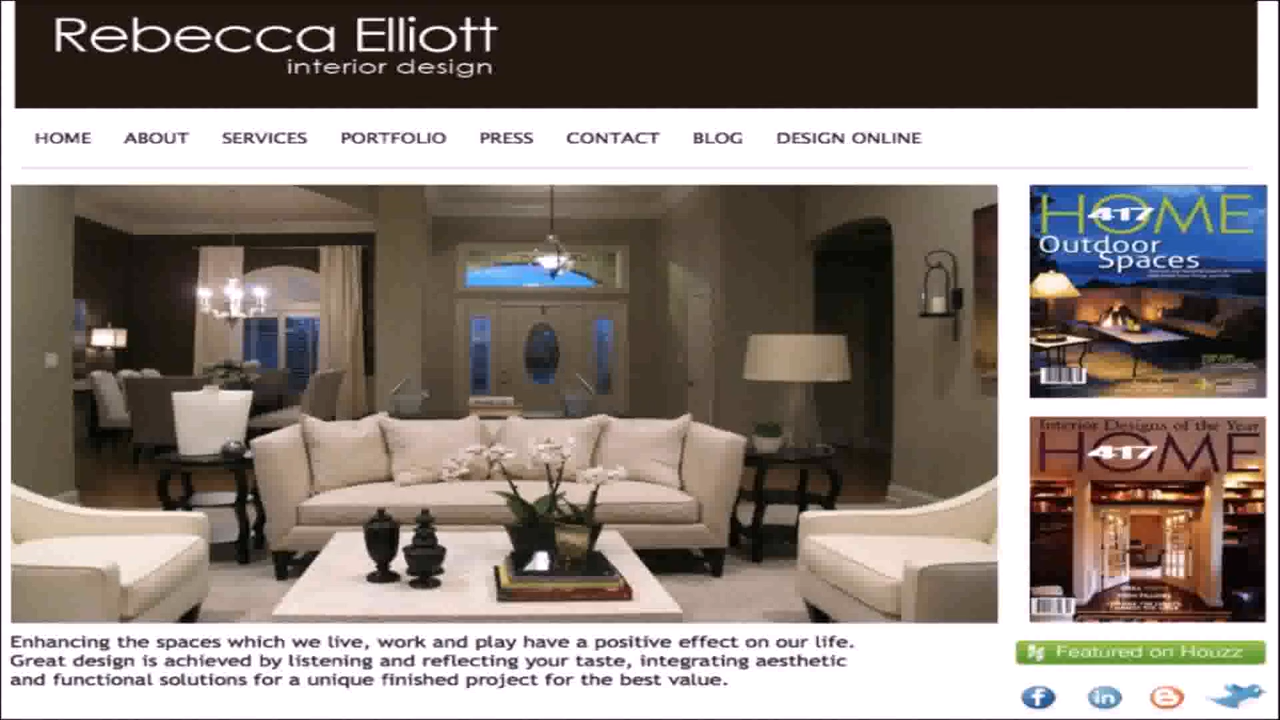 Rebecca Elliott
interior design
HOME ABOUT SERVICES PORTFOLIO PRESS CONTACT BLOG DESIGN ONLINE
HOME
417
Outdoor
Spaces
Interior Designs of the Year
HOME
417
Enhancing the spaces which we live, work and play have a positive effect on our life.
Great design is achieved by listening and reflecting your taste, integrating aesthetic
and functional solutions for a unique finished project for the best value.
Featured on Houzz
f
in
B